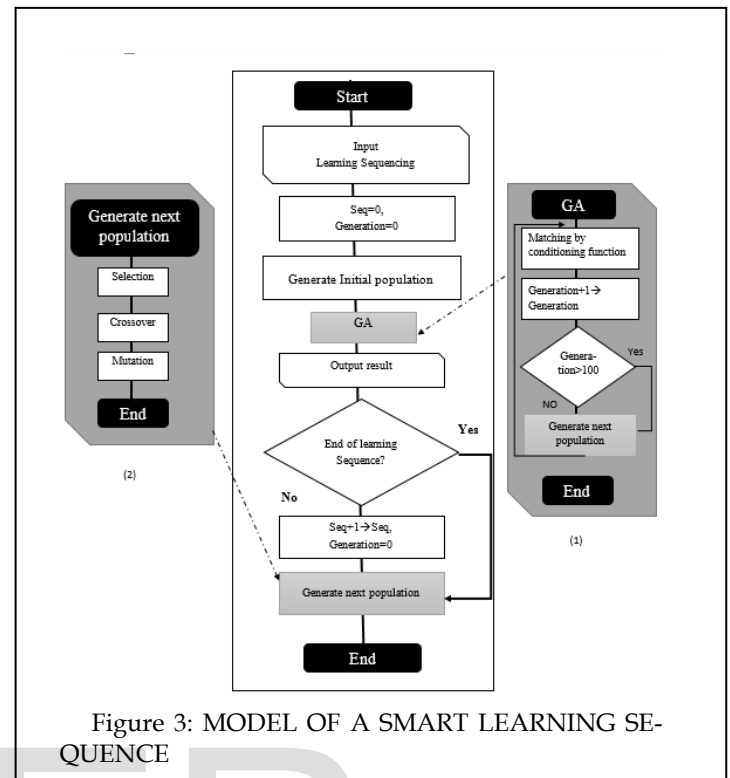 Start
Input
Learning Sequencing
Seq=0,
Generation=0
Generate Initial population
GA
Output result
End of learning
Sequence?
Yes
No
Seq+1→Seq,
Generation=0
Generate next population
End
Generate next
population
Selection
Crossover
Mutation
End
(2)
GA
Matching by
conditioning function
Generation+1→
Generation
Genera-
tion>100
Yes
NO
Generate next
population
End
(1)
Figure 3: MODEL OF A SMART LEARNING SE-
QUENCE